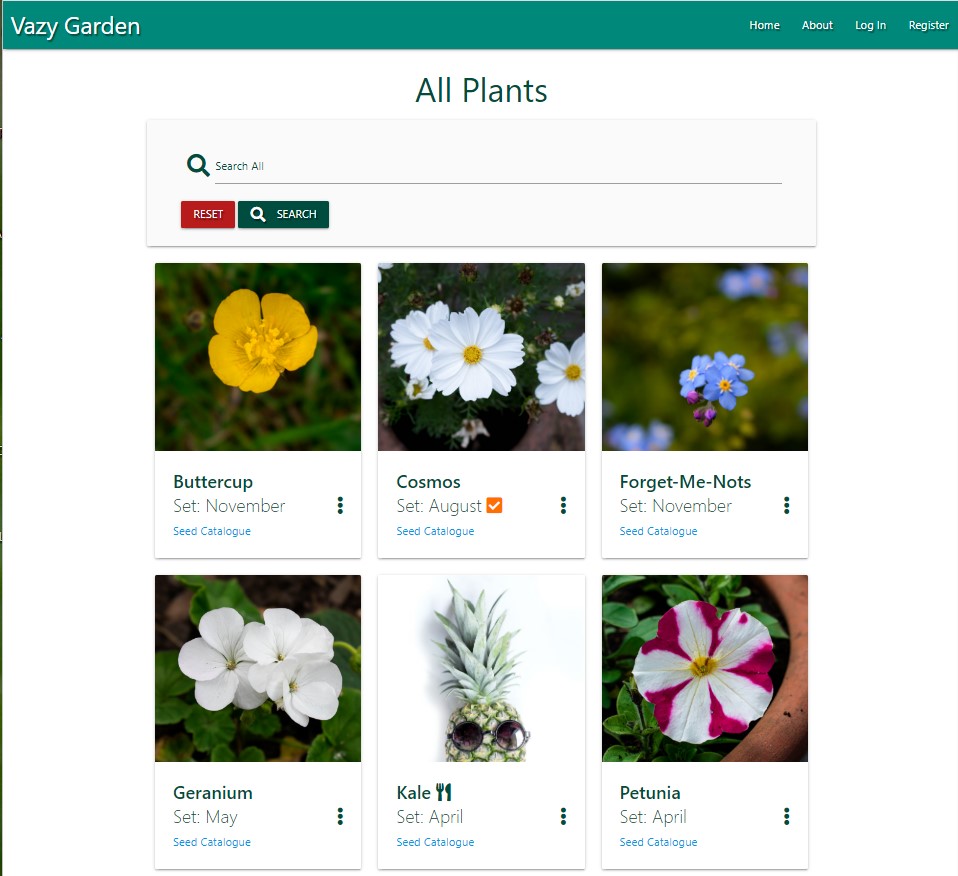 Vazy Garden
Home About Log In Register
All Plants
Search All
RESET SEARCH
Buttercup
Set: November
Seed Catalogue
Cosmos
Set: August
Seed Catalogue
Forget-Me-Nots
Set: November
Seed Catalogue
Geranium
Set: May
Seed Catalogue
Kale
Set: April
Seed Catalogue
Petunia
Set: April
Seed Catalogue